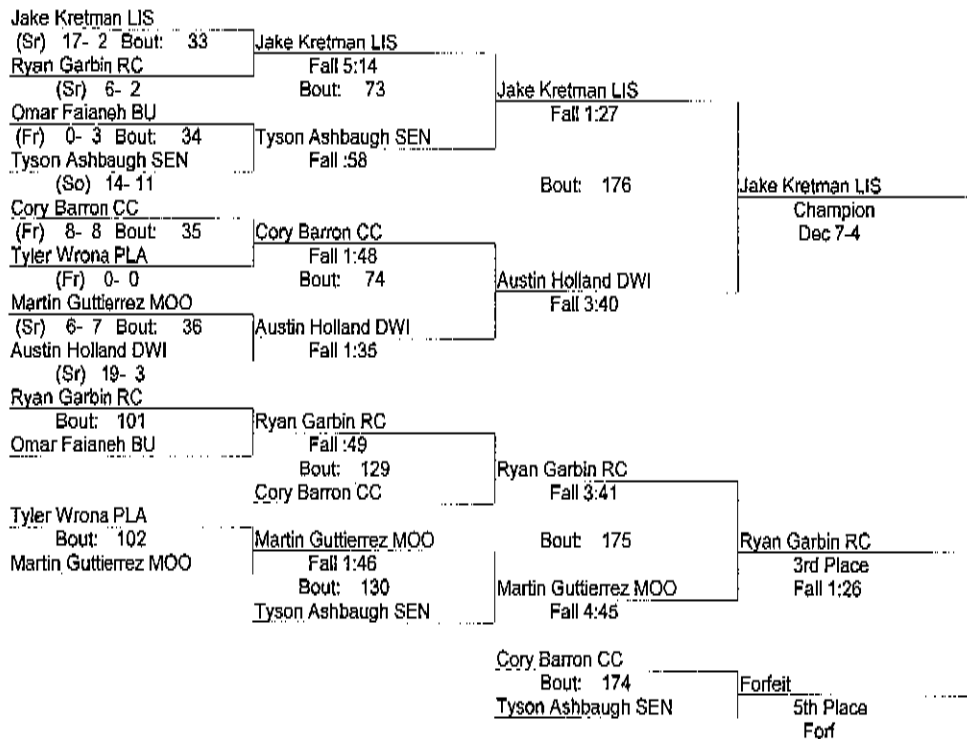 Jake Kretman LIS
(Sr) 17- 2 Bout: 33
Jake Kretman LIS
Ryan Garbin RC
Fall 5:14
(Sr) 6- 2
Bout: 73
Jake Kretman LIS
Omar Faianeh BU
Fall 1:27
(Fr) 0- 3 Bout: 34
Tyson Ashbaugh SEN
Tyson Ashbaugh SEN
Fall :58
(So) 14- 11
Bout: 176
Jake Kretman LIS
Cory Barron CC
Champion
(Fr) 8- 8 Bout: 35
Cory Barron CC
Dec 7-4
Tyler Wrona PLA
Fall 1:48
(Fr) 0- 0
Bout: 74
Austin Holland DWI
Martin Guttierrez MOO
Fall 3:40
(Sr) 6- 7 Bout: 36
Austin Holland DWI
Austin Holland DWI
Fall 1:35
(Sr) 19- 3
Ryan Garbin RC
Bout: 101
Ryan Garbin RC
Omar Faianeh BU
Fall :49
Bout: 129
Ryan Garbin RC
Cory Barron CC
Fall 3:41
Tyler Wrona PLA
Bout: 102
Martin Guttierrez MOO
Bout: 175
Ryan Garbin RC
Martin Guttierrez MOO
Fall 1:46
3rd Place
Bout: 130
Martin Guttierrez MOO
Fall 1:26
Tyson Ashbaugh SEN
Fall 4:45
Cory Barron CC
Bout: 174
Forfeit
Tyson Ashbaugh SEN
5th Place
Forf